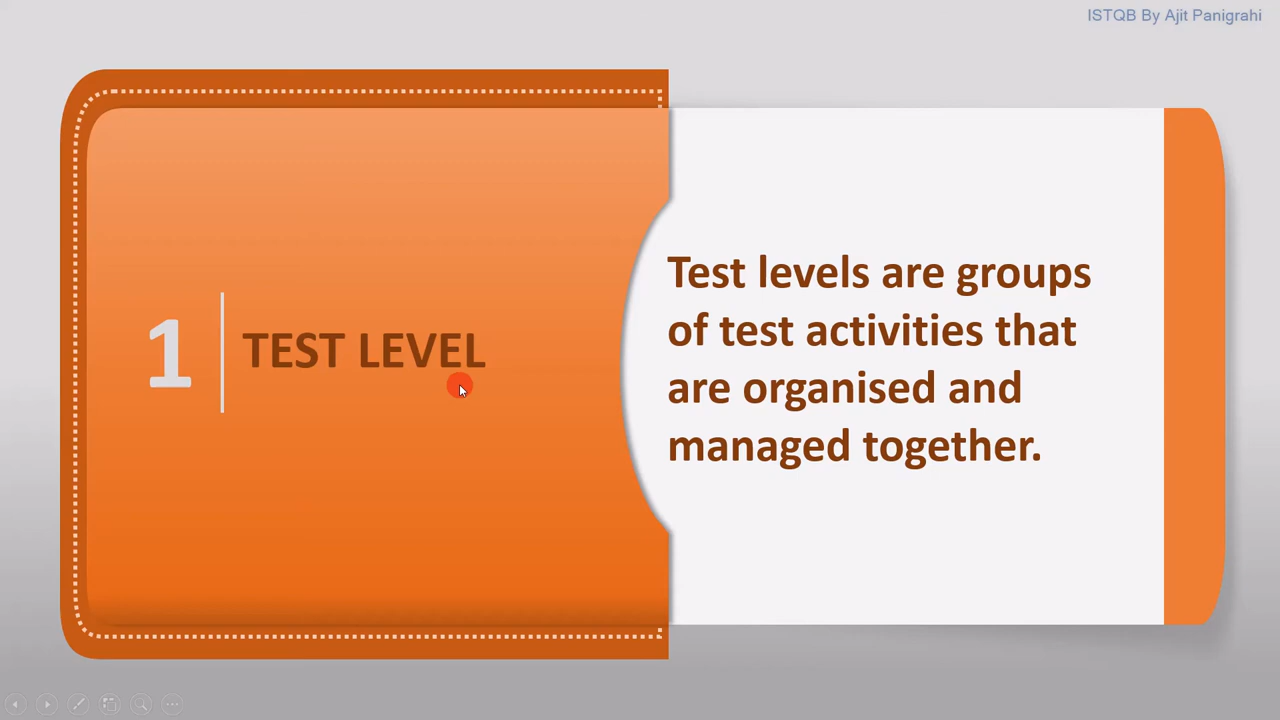 ISTQB By Ajit Panigrahi
1
TEST LEVEL
Test levels are groups
of test activities that
are organised and
managed together.